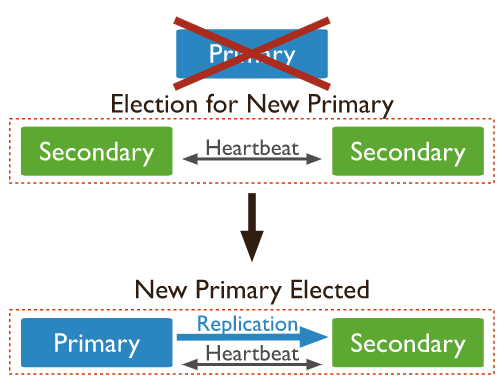 Primary
Election for New Primary
Secondary
Heartbeat
Secondary
New Primary Elected
Primary
Replication
Heartbeat
Secondary